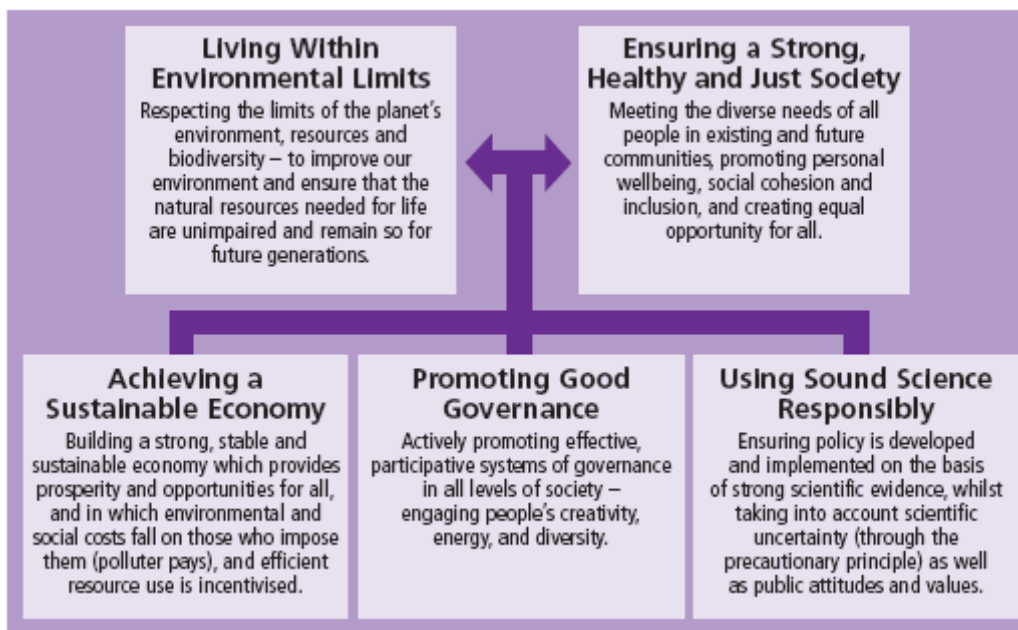 Living Within
Environmental Limits
Respecting the limits of the planet's
environment, resources and
biodiversity – to improve our
environment and ensure that the
natural resources needed for life
are unimpaired and remain so for
future generations.
Ensuring a Strong,
Healthy and Just Society
Meeting the diverse needs of all
people in existing and future
communities, promoting personal
wellbeing, social cohesion and
inclusion, and creating equal
opportunity for all.
Achieving a
Sustainable Economy
Building a strong, stable and
sustainable economy which provides
prosperity and opportunities for all,
and in which environmental and
social costs fall on those who impose
them (polluter pays), and efficient
resource use is incentivised.
Promoting Good
Governance
Actively promoting effective,
participative systems of governance
in all levels of society –
engaging people's creativity,
energy, and diversity.
Using Sound Science
Responsibly
Ensuring policy is developed
and implemented on the basis
of strong scientific evidence, whilst
taking into account scientific
uncertainty (through the
precautionary principle) as well
as public attitudes and values.